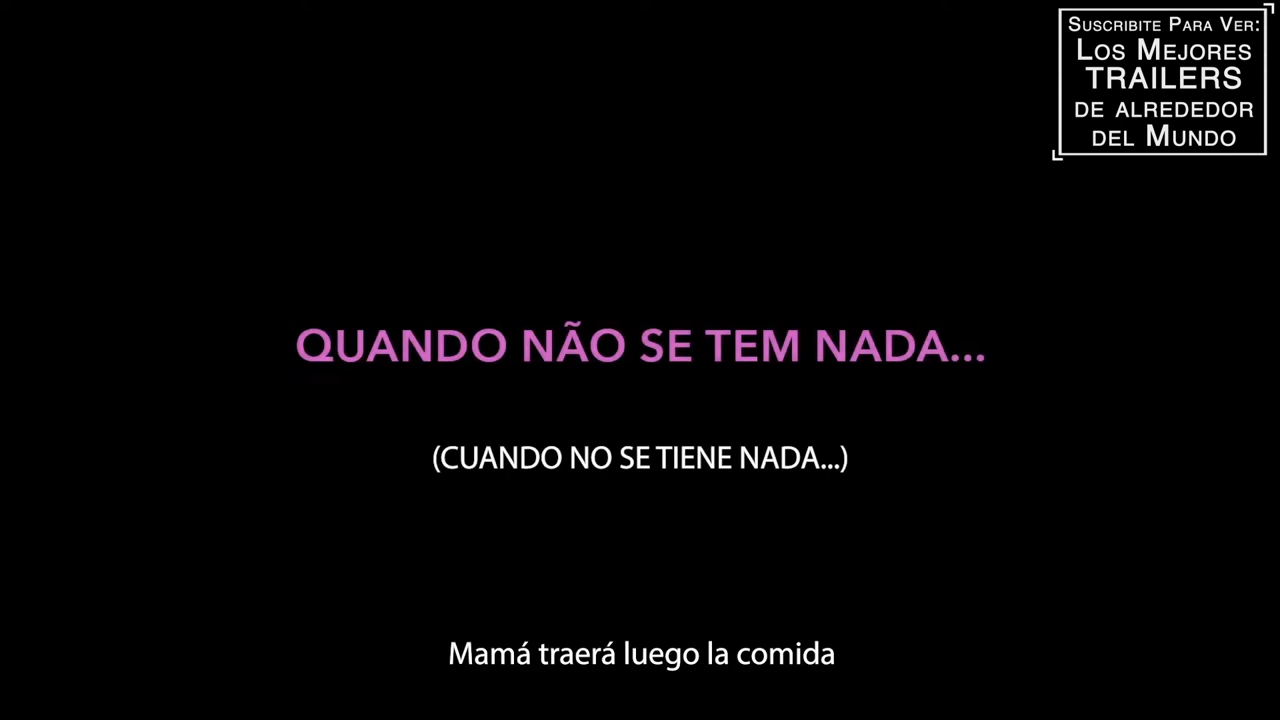 Suscribite Para Ver:
Los Mejores
TRAILERS
de alrededor
del Mundo
QUANDO NÃO SE TEM NADA...
(CUANDO NO SE TIENE NADA...)
Mamá traerá luego la comida